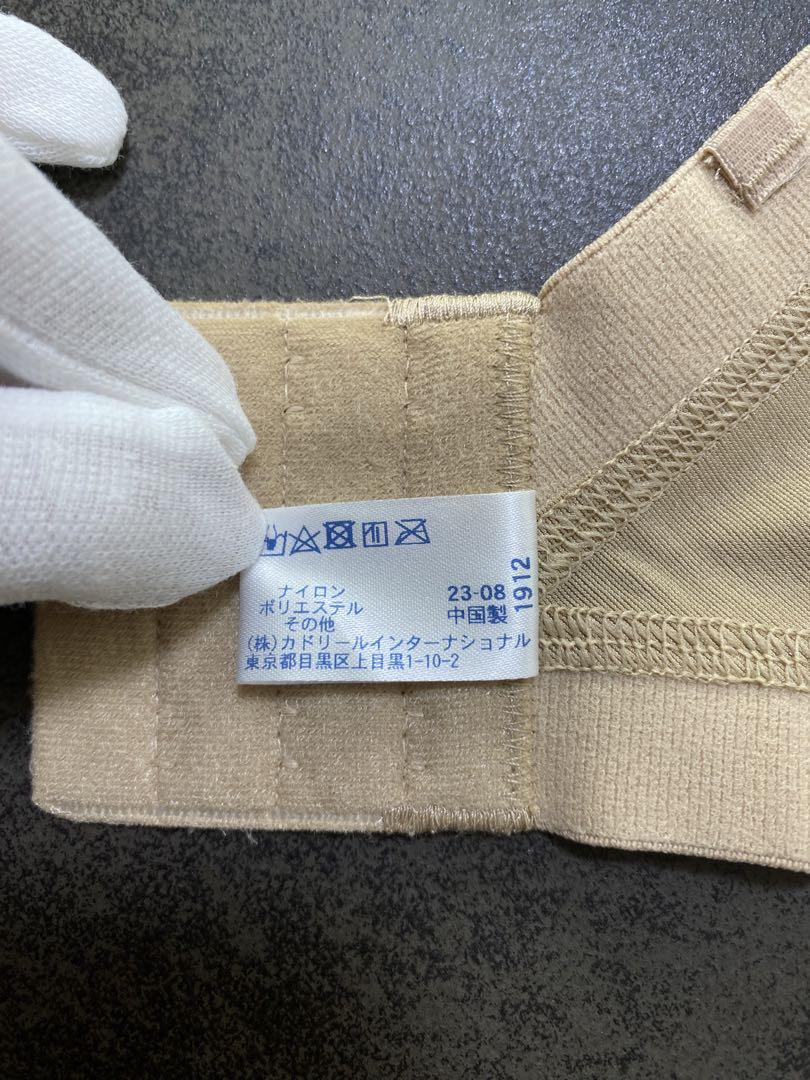 ナイロン
ポリエステル
その他
23-08
中国製
1912
(株)カドリールインターナショナル
東京都目黒区上目黒1-10-2